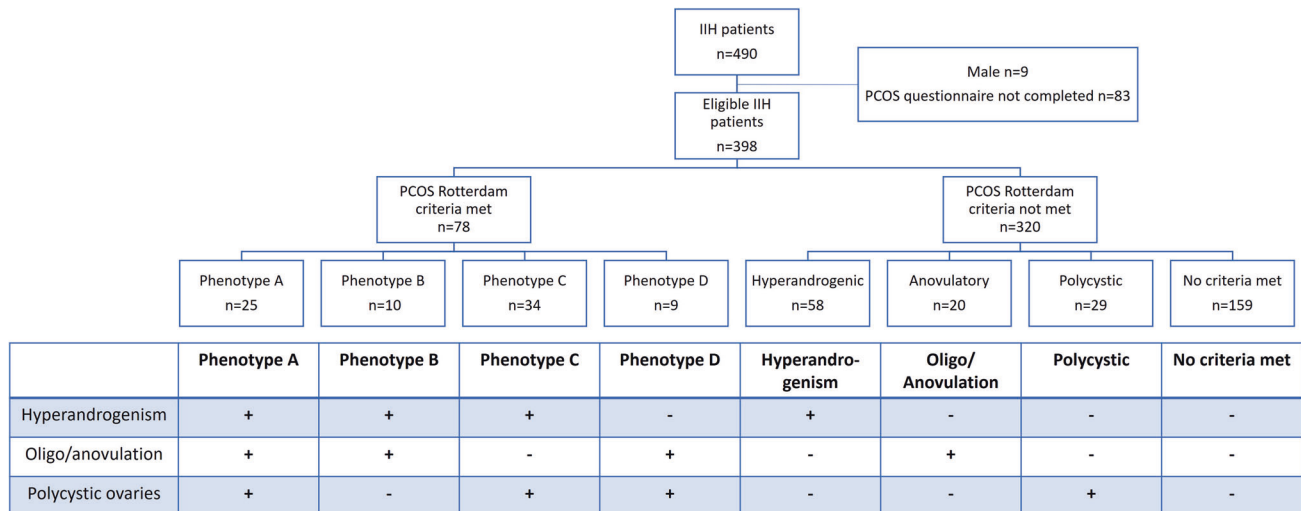 IIH patients
n=490
Male n=9
PCOS questionnaire not completed n=83
Eligible IIH
patients
n=398
PCOS Rotterdam
criteria met
n=78
PCOS Rotterdam
criteria not met
n=320
Phenotype A
n=25
Phenotype B
n=10
Phenotype C
n=34
Phenotype D
n=9
Hyperandrogenic
n=58
Anovulatory
n=20
Polycystic
n=29
No criteria met
n=159
Phenotype A Phenotype B Phenotype C Phenotype D Hyperandro-
genism Oligo/
Anovulation Polycystic No criteria met
Hyperandrogenism + + + - + - - -
Oligo/anovulation + + - + - + - -
Polycystic ovaries + - + + - - + -